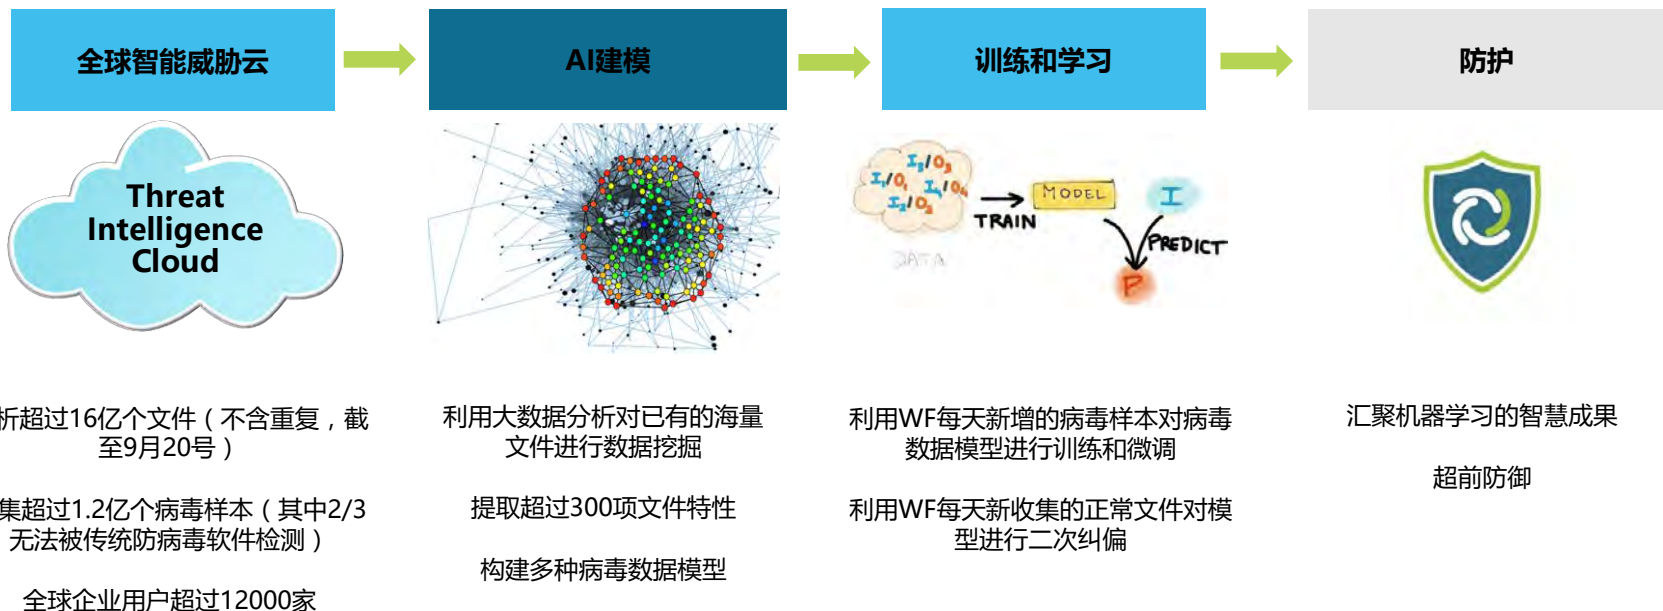 全球智能威胁云
AI建模
训练和学习
防护
Threat
Intelligence
Cloud
I₃/O₃
I₁/O₁
I₄/O₄
I₂/O₂
DATA
TRAIN
MODEL
I
PREDICT
P
析超过16亿个文件（不含重复，截
至9月20号）
集超过1.2亿个病毒样本（其中2/3
无法被传统防病毒软件检测）
全球企业用户超过12000家
利用大数据分析对已有的海量
文件进行数据挖掘
提取超过300项文件特性
构建多种病毒数据模型
利用WF每天新增的病毒样本对病毒
数据模型进行训练和微调
利用WF每天新收集的正常文件对模
型进行二次纠偏
汇聚机器学习的智慧成果
超前防御